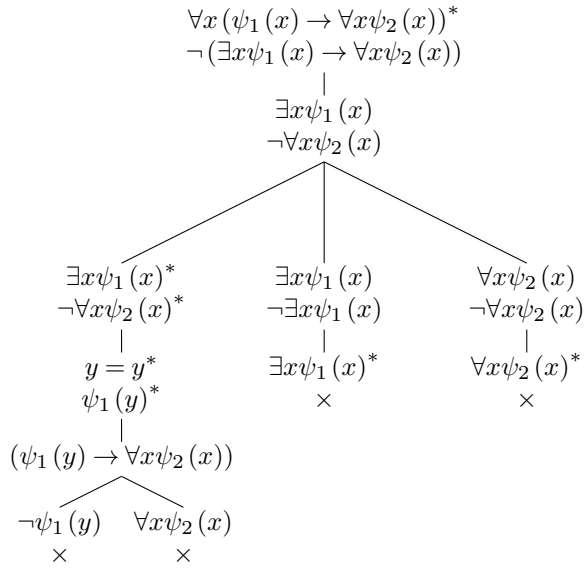 ∀x (ψ₁ (x) → ∀xψ₂ (x))*
¬ (∃xψ₁ (x) → ∀xψ₂ (x))
∃xψ₁ (x)
¬∀xψ₂ (x)
∃xψ₁ (x)* ∃xψ₁ (x) ∀xψ₂ (x)
¬∀xψ₂ (x)* ¬∃xψ₁ (x) ¬∀xψ₂ (x)
y = y* ∃xψ₁ (x)* ∀xψ₂ (x)*
ψ₁ (y)* × ×
(ψ₁ (y) → ∀xψ₂ (x))
¬ψ₁ (y) ∀xψ₂ (x)
× ×